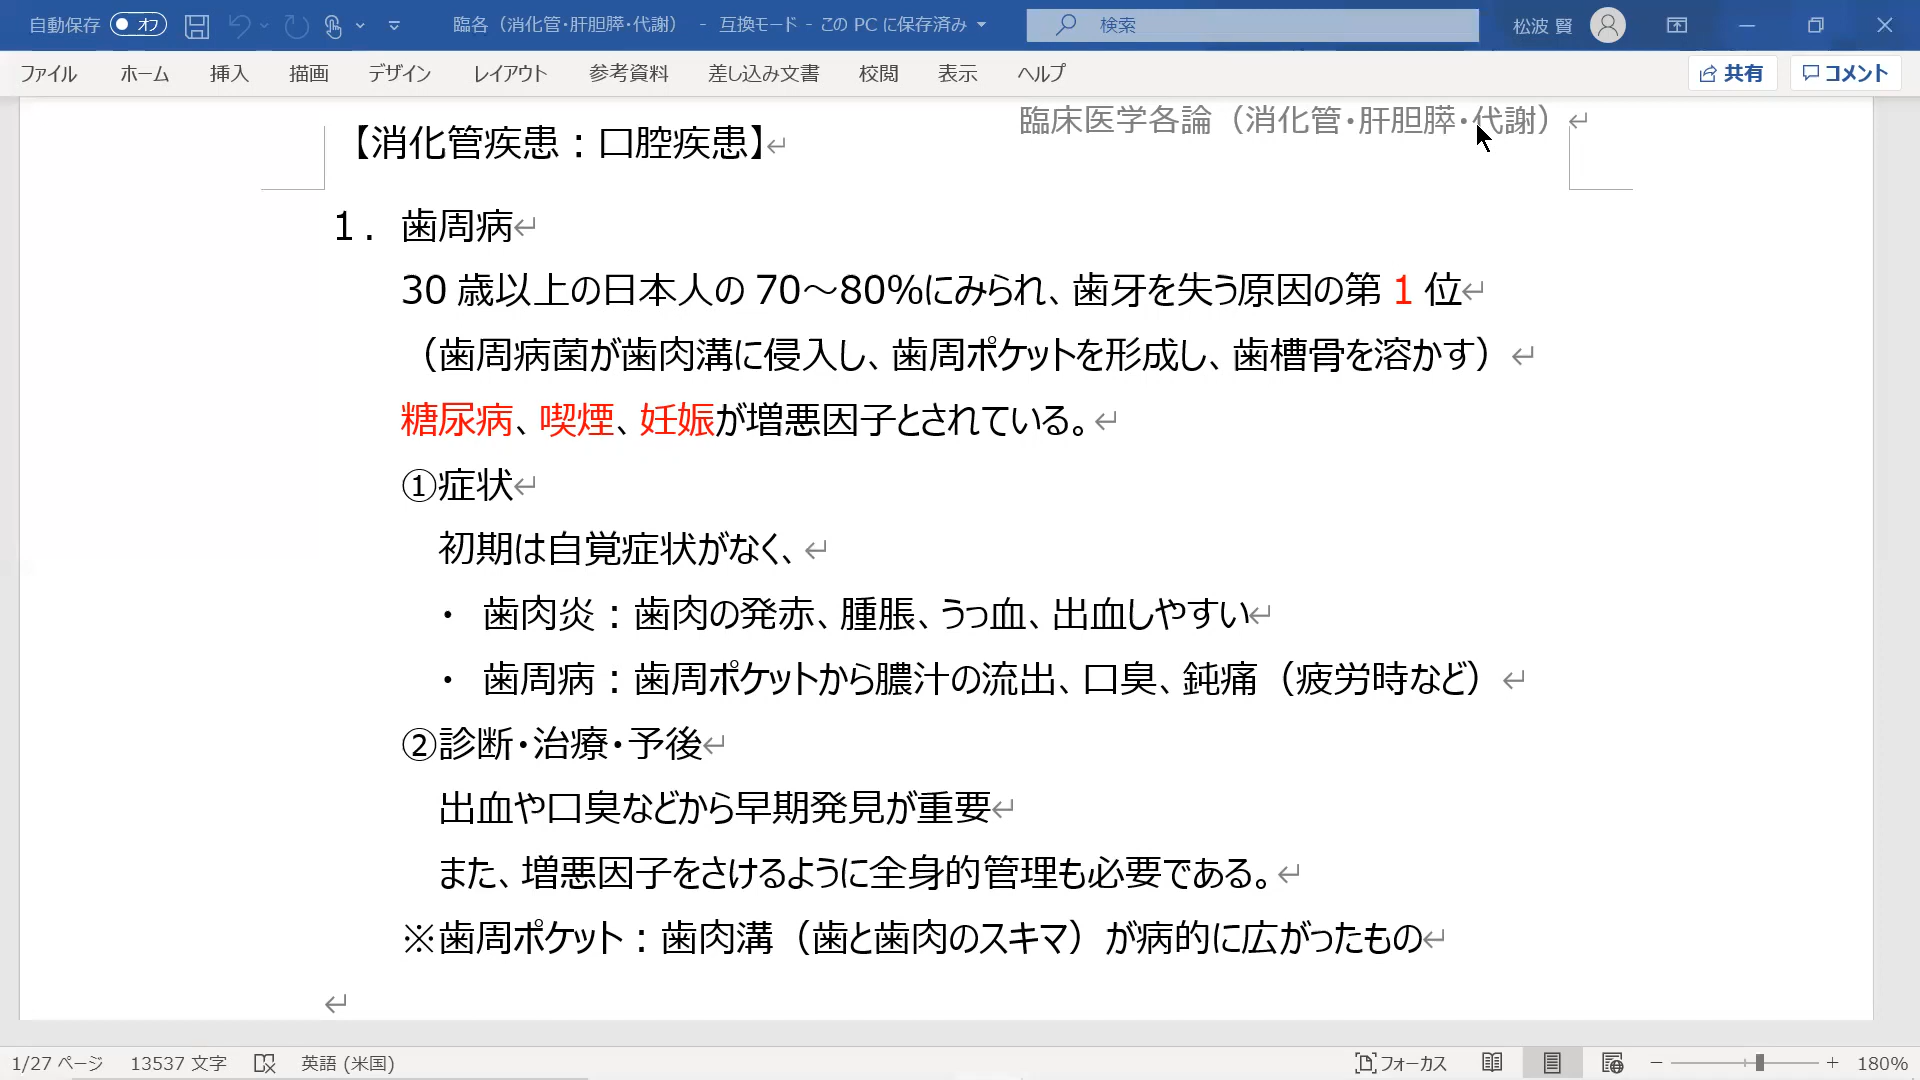 自動保存 オフ
臨各（消化管・肝胆膵・代謝） - 互換モード - この PC に保存済み
検索
松波 賢
ファイル ホーム 挿入 描画 デザイン レイアウト 参考資料 差し込み文書 校閲 表示 ヘルプ
共有 コメント
臨床医学各論（消化管・肝胆膵・代謝）
【消化管疾患：口腔疾患】
１．歯周病
30 歳以上の日本人の 70～80%にみられ、歯牙を失う原因の第 1 位
（歯周病菌が歯肉溝に侵入し、歯周ポケットを形成し、歯槽骨を溶かす）
糖尿病、喫煙、妊娠が増悪因子とされている。
①症状
初期は自覚症状がなく、
・ 歯肉炎：歯肉の発赤、腫脹、うっ血、出血しやすい
・ 歯周病：歯周ポケットから膿汁の流出、口臭、鈍痛（疲労時など）
②診断・治療・予後
出血や口臭などから早期発見が重要
また、増悪因子をさけるように全身的管理も必要である。
※歯周ポケット：歯肉溝（歯と歯肉のスキマ）が病的に広がったもの
1/27 ページ 13537 文字 英語 (米国)
フォーカス 180%